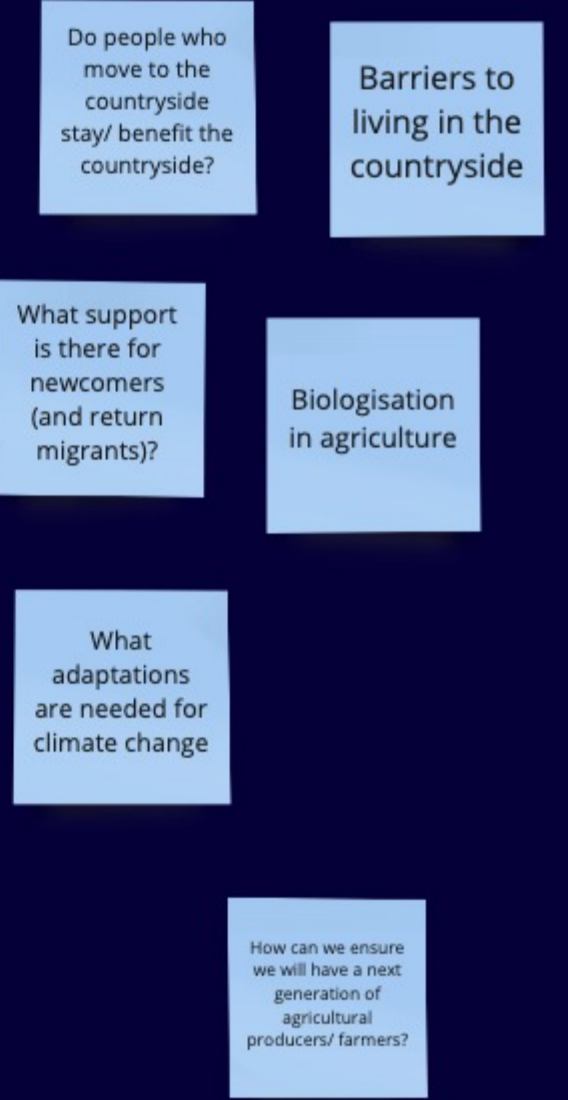 Do people who
move to the
countryside
stay/ benefit the
countryside?
Barriers to
living in the
countryside
What support
is there for
newcomers
(and return
migrants)?
Biologisation
in agriculture
What
adaptations
are needed for
climate change
How can we ensure
we will have a next
generation of
agricultural
producers/ farmers?